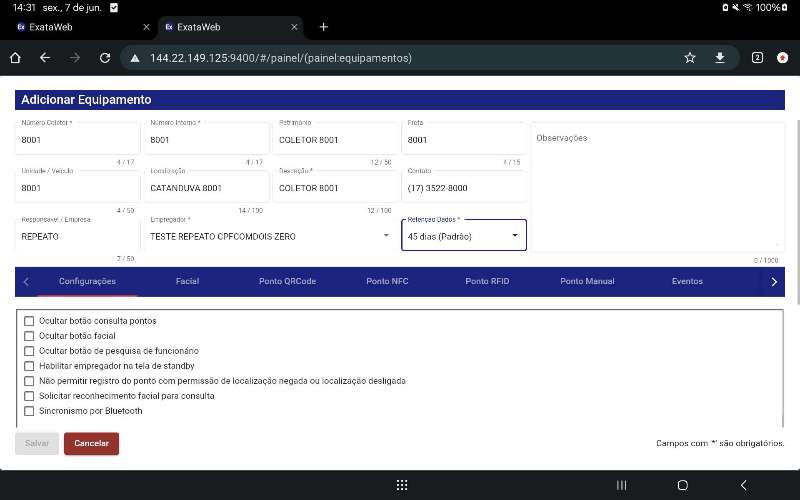 14:31 sex., 7 de jun.
100%
ExataWeb
ExataWeb
144.22.149.125:9400/#/painel/(painel:equipamentos)
2
Adicionar Equipamento
Número Coletor *
8001
4 / 17
Número Interno *
8001
4 / 17
Patrimônio
COLETOR 8001
12 / 50
Frota
8001
4 / 15
Observações
0 / 1000
Unidade / Veículo
8001
4 / 50
Localização
CATANDUVA 8001
14 / 100
Descrição *
COLETOR 8001
12 / 100
Contato
(17) 3522-8000
Responsável / Empresa
REPEATO
7 / 50
Empregador *
TESTE REPEATO CPFCOMDOIS ZERO
Retenção Dados *
45 dias (Padrão)
Configurações
Facial
Ponto QRCode
Ponto NFC
Ponto RFID
Ponto Manual
Eventos
Ocultar botão consulta pontos
Ocultar botão facial
Ocultar botão de pesquisa de funcionário
Habilitar empregador na tela de standby
Não permitir registro do ponto com permissão de localização negada ou localização desligada
Solicitar reconhecimento facial para consulta
Sincronismo por Bluetooth
Salvar
Cancelar
Campos com '*' são obrigatórios.